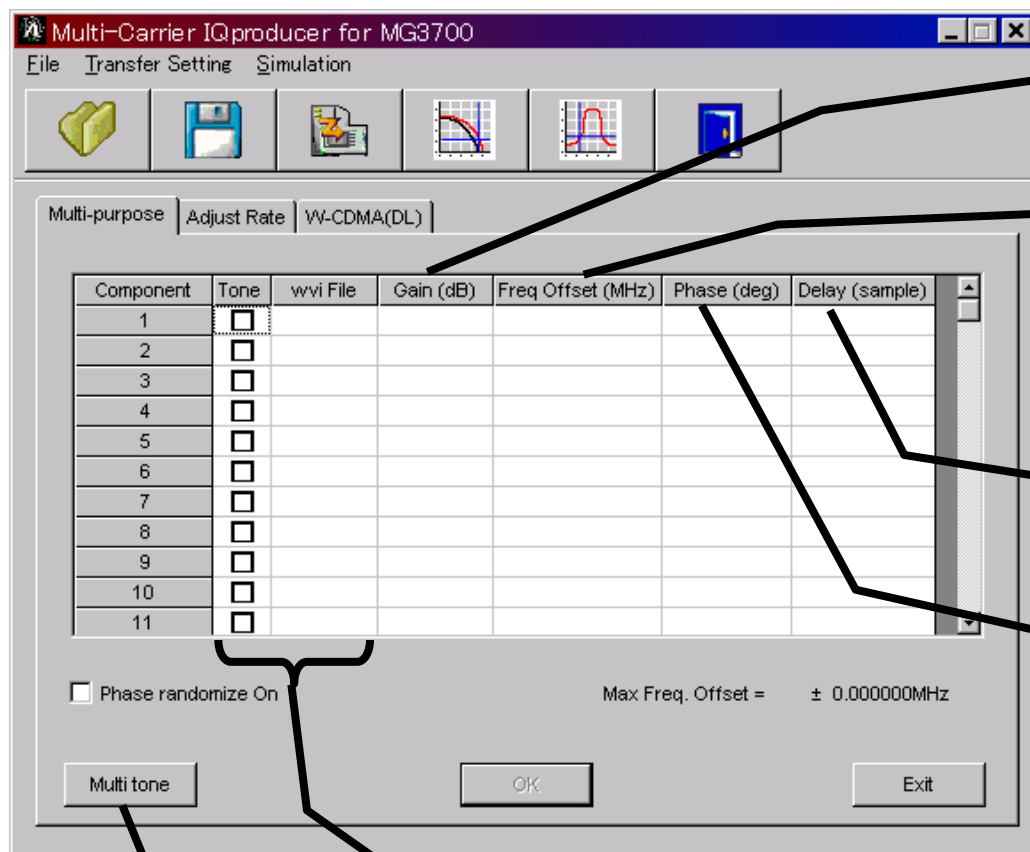 Multi-Carrier IQproducer for MG3700
File Transfer Setting Simulation
Multi-purpose Adjust Rate W-CDMA(DL)
Component Tone wvi File Gain (dB) Freq Offset (MHz) Phase (deg) Delay (sample)
1
2
3
4
5
6
7
8
9
10
11
Phase randomize On Max Freq. Offset = ± 0.000000MHz
Multi tone OK Exit